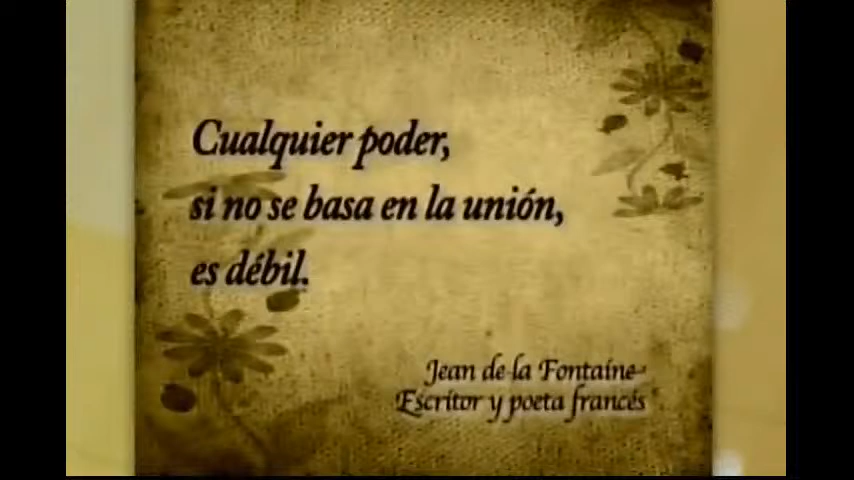 Cualquier poder,
si no se basa en la unión,
es débil.
Jean de la Fontaine
Escritor y poeta francés